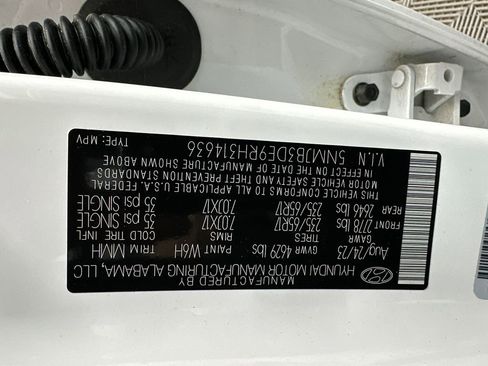 MANUFACTURED BY
HYUNDAI MOTOR MANUFACTURING ALABAMA, LLC
Aug/24/23 GVWR 4629 lbs PAINT W6H TRIM MMH
GAWR TIRES RIMS COLD TIRE INFL
FRONT 2778 lbs 235/65R17 7.0JX17 35 psi SINGLE
REAR 2646 lbs 235/65R17 7.0JX17 35 psi SINGLE
THIS VEHICLE CONFORMS TO ALL APPLICABLE U.S.A. FEDERAL
MOTOR VEHICLE SAFETY AND THEFT PREVENTION STANDARDS
IN EFFECT ON THE DATE OF MANUFACTURE SHOWN ABOVE
V.I.N 5NMJB3DE9RH314636 TYPE: MPV